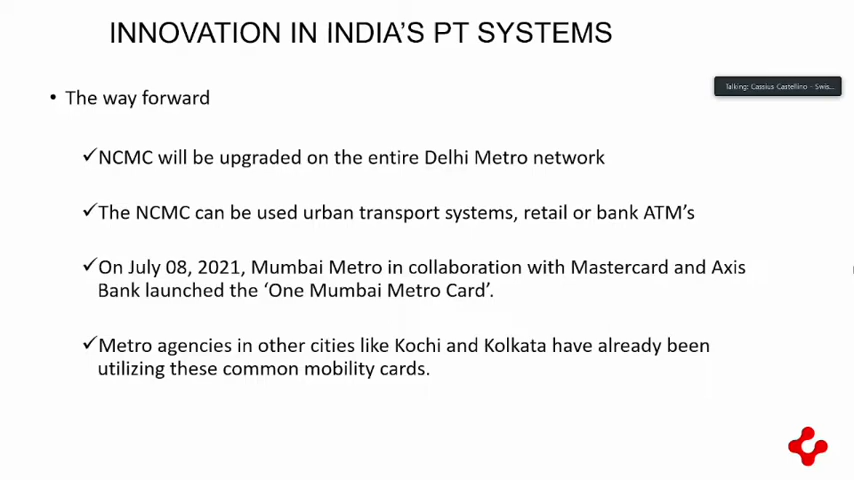 INNOVATION IN INDIA'S PT SYSTEMS
• The way forward
Talking: Cassius Castellino - Swis...
✓NCMC will be upgraded on the entire Delhi Metro network
✓The NCMC can be used urban transport systems, retail or bank ATM's
✓On July 08, 2021, Mumbai Metro in collaboration with Mastercard and Axis
Bank launched the ‘One Mumbai Metro Card’.
✓Metro agencies in other cities like Kochi and Kolkata have already been
utilizing these common mobility cards.